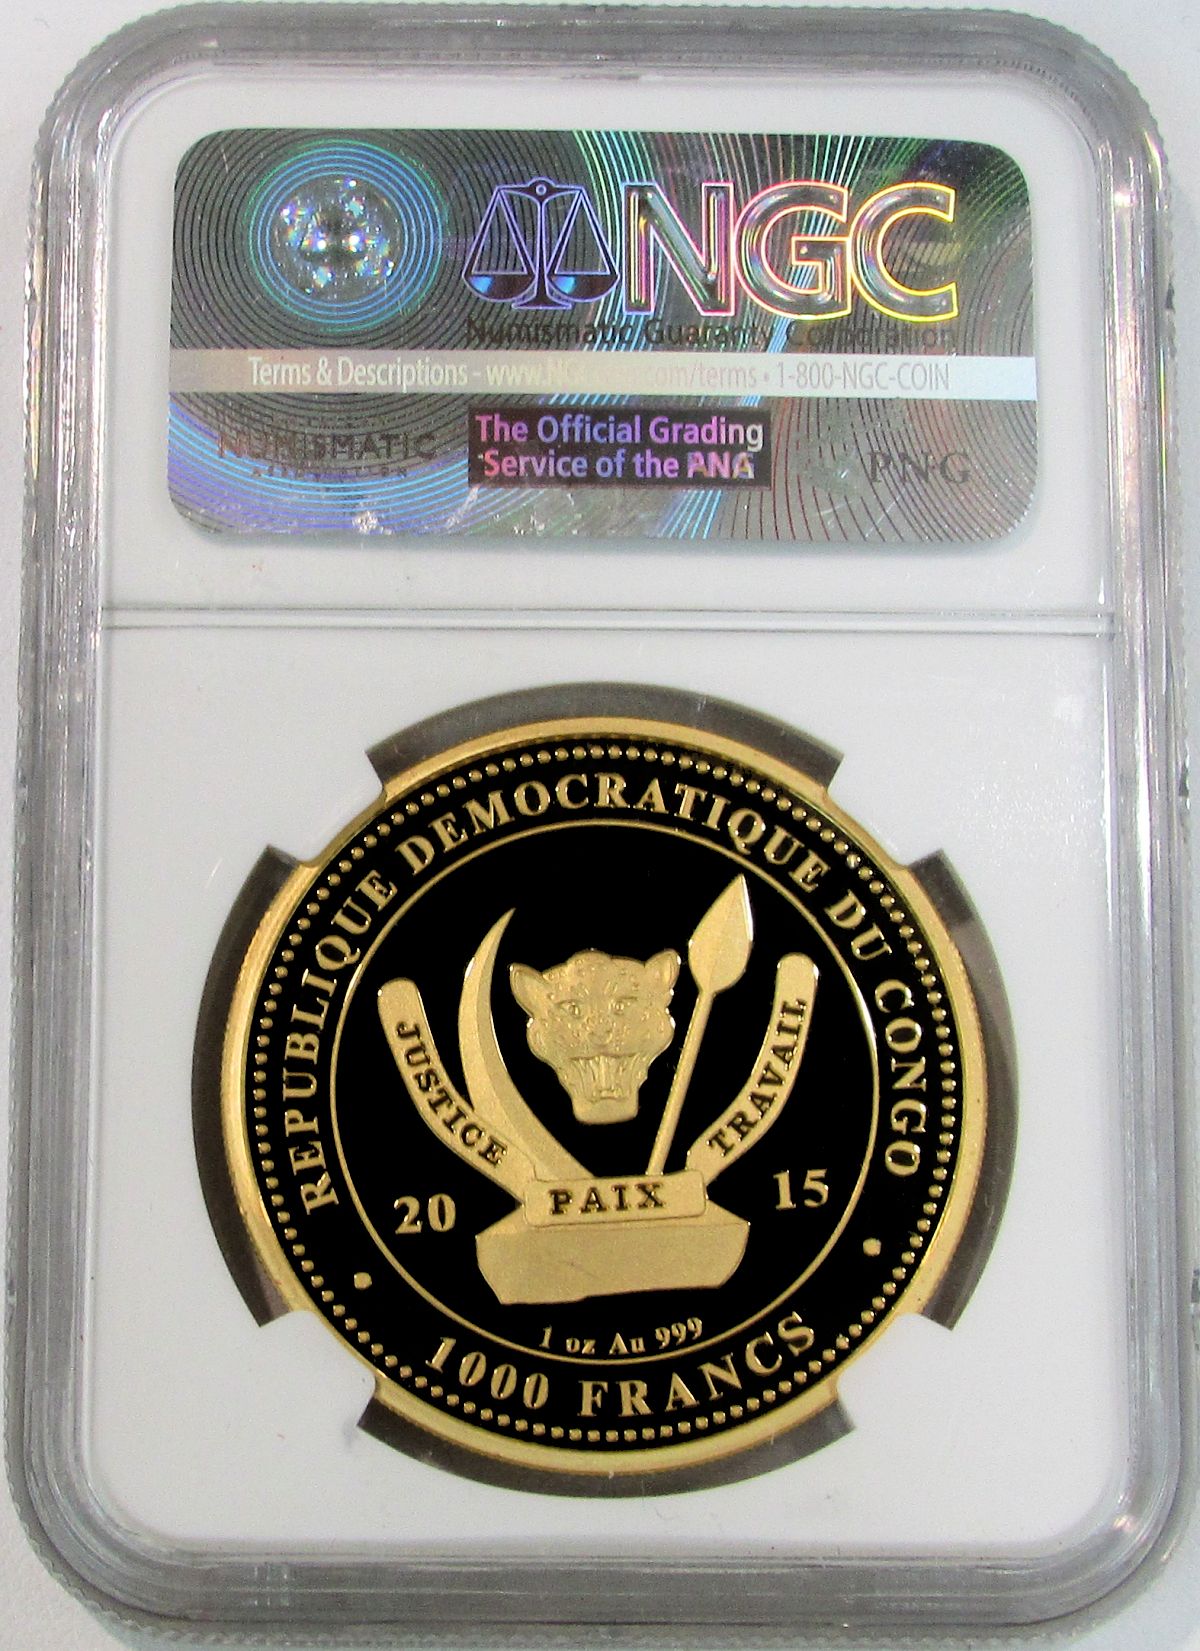 NGC
Numismatic Guaranty Corporation
Terms & Descriptions - www. .com/terms • 1-800-NGC-COIN
NUMISMATIC
The Official Grading
Service of the ANA
PNG
REPUBLIQUE DEMOCRATIQUE DU CONGO
JUSTICE
TRAVAIL
PAIX
20 15
1 oz Au 999
1000 FRANCS